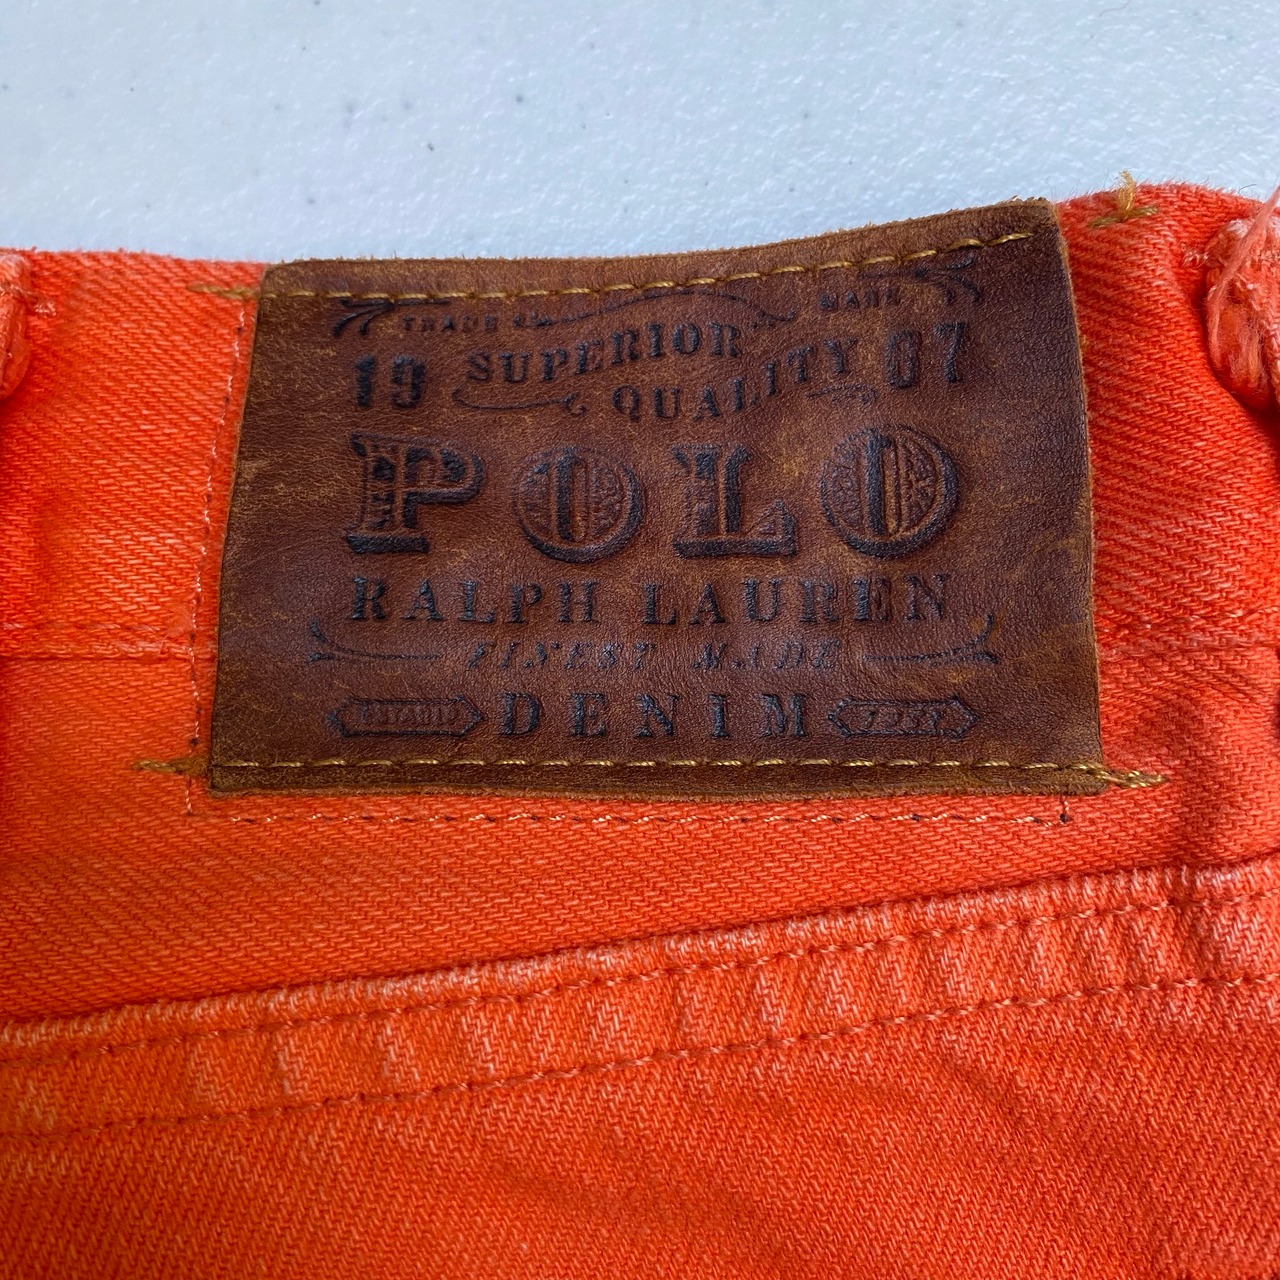 TRADE MARK
19 SUPERIOR QUALITY 67
POLO
RALPH LAUREN
FINEST MADE
DENIM